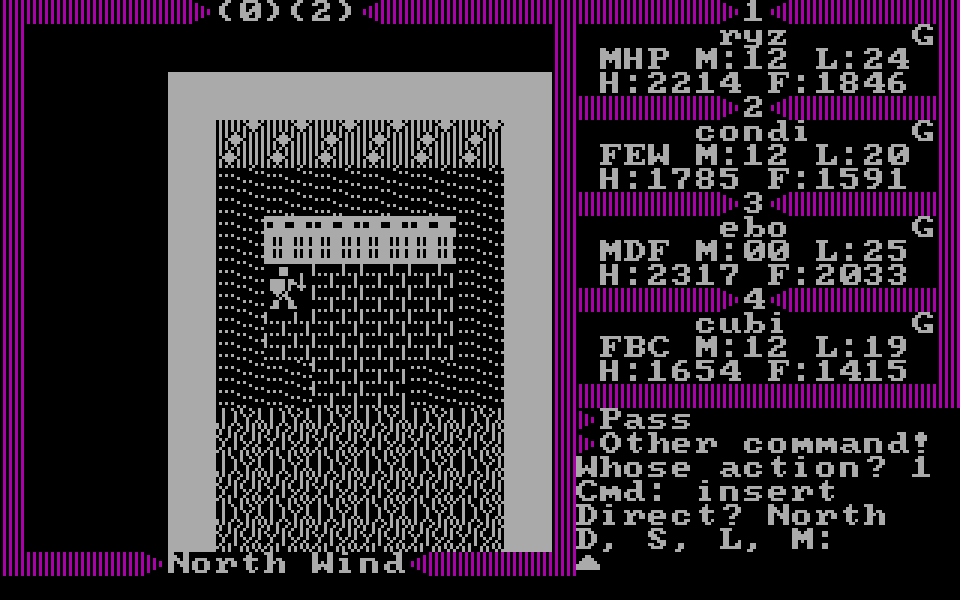 (0)(2)
North Wind
1
ryz G
MHP M:12 L:24
H:2214 F:1846
2
condi G
FEW M:12 L:20
H:1785 F:1591
3
ebo G
MDF M:00 L:25
H:2317 F:2033
4
cubi G
FBC M:12 L:19
H:1654 F:1415
Pass
Other command!
Whose action? 1
Cmd: insert
Direct? North
D, S, L, M: